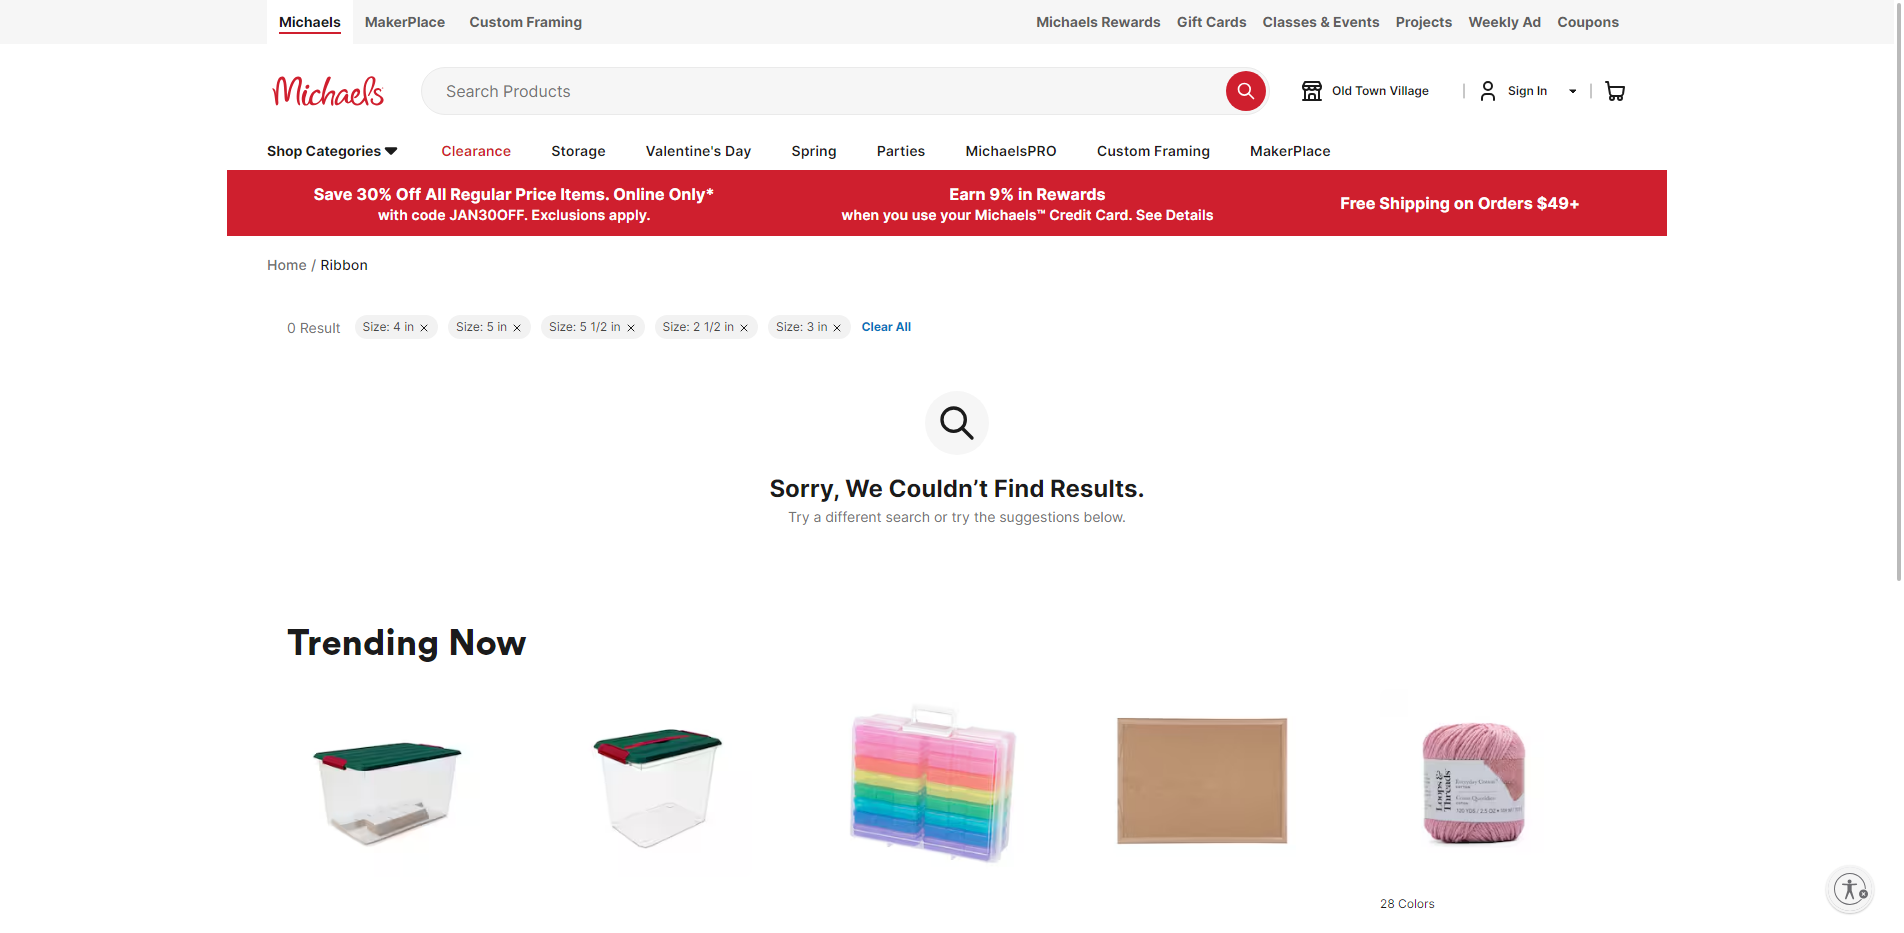 Michaels MakerPlace Custom Framing Michaels Rewards Gift Cards Classes & Events Projects Weekly Ad Coupons
Michaels Search Products Old Town Village Sign In
Shop Categories Clearance Storage Valentine's Day Spring Parties MichaelsPRO Custom Framing MakerPlace
Save 30% Off All Regular Price Items. Online Only*
with code JAN30OFF. Exclusions apply.
Earn 9% in Rewards
when you use your Michaels™ Credit Card. See Details
Free Shipping on Orders $49+
Home / Ribbon
0 Result Size: 4 in Size: 5 in Size: 5 1/2 in Size: 2 1/2 in Size: 3 in Clear All
Sorry, We Couldn’t Find Results.
Try a different search or try the suggestions below.
Trending Now
Loops &
Threads
28 Colors